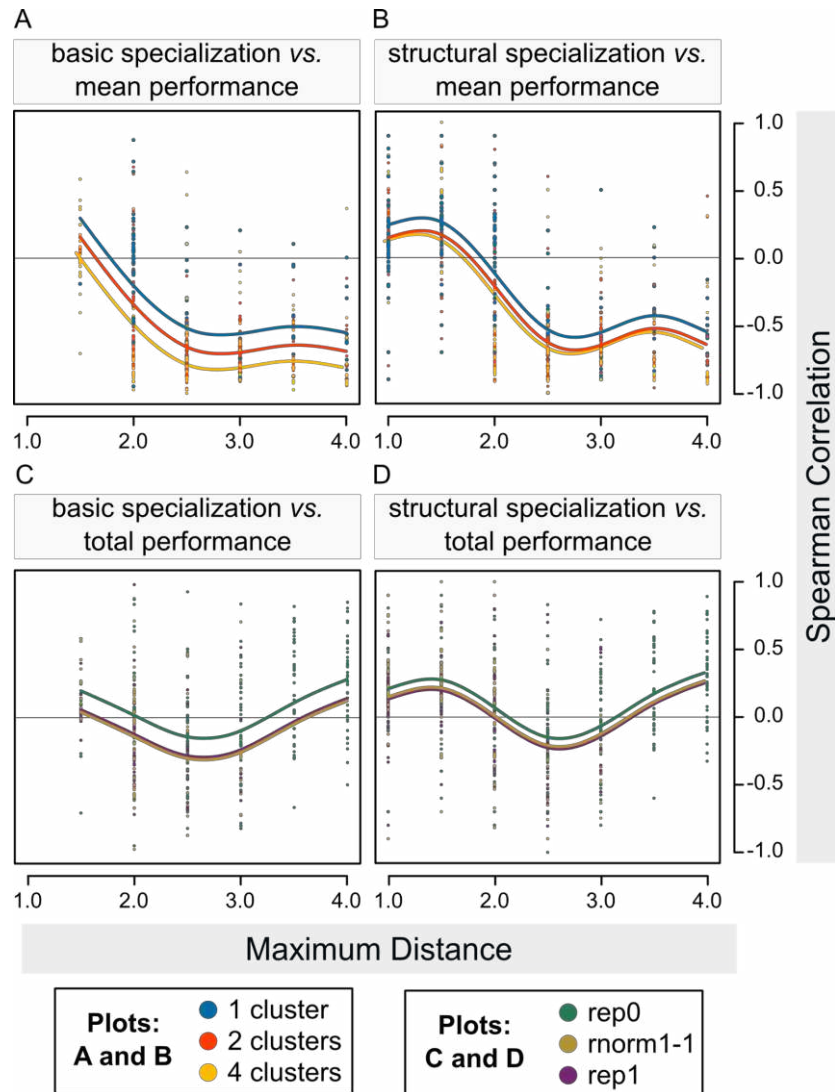 A
basic specialization vs.
mean performance
B
structural specialization vs.
mean performance
1.0
0.5
0.0
-0.5
-1.0
1.0 2.0 3.0 4.0
1.0 2.0 3.0 4.0
C
basic specialization vs.
total performance
D
structural specialization vs.
total performance
1.0
0.5
0.0
-0.5
-1.0
1.0 2.0 3.0 4.0
1.0 2.0 3.0 4.0
Spearman Correlation
Maximum Distance
Plots:
A and B
1 cluster
2 clusters
4 clusters
Plots:
C and D
rep0
rnorm1-1
rep1